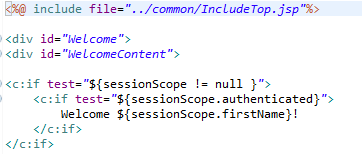 <%@ include file="../common/IncludeTop.jsp"%>
<div id="Welcome">
<div id="WelcomeContent">
<c:if test="${sessionScope != null }">
<c:if test="${sessionScope.authenticated}">
Welcome ${sessionScope.firstName}!
</c:if>
</c:if>